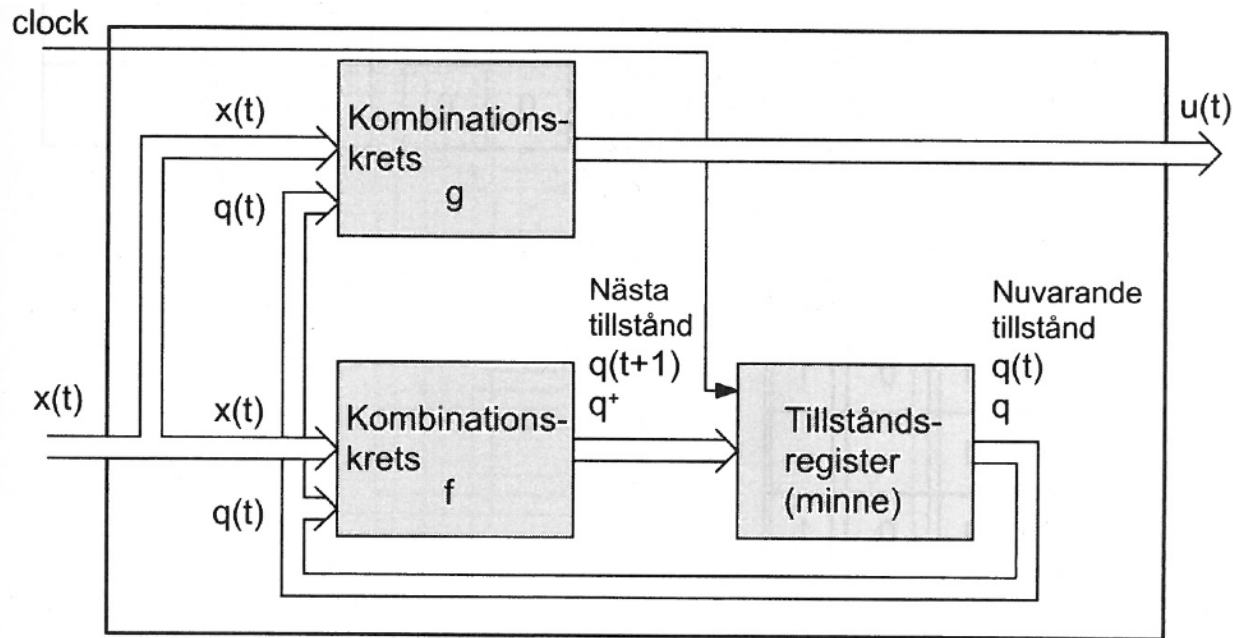 clock
x(t)
Kombinations-
krets
g
u(t)
q(t)
Nästa
tillstånd
q(t+1)
q⁺
Nuvarande
tillstånd
q(t)
q
x(t)
x(t)
Kombinations-
krets
f
Tillstånds-
register
(minne)
q(t)